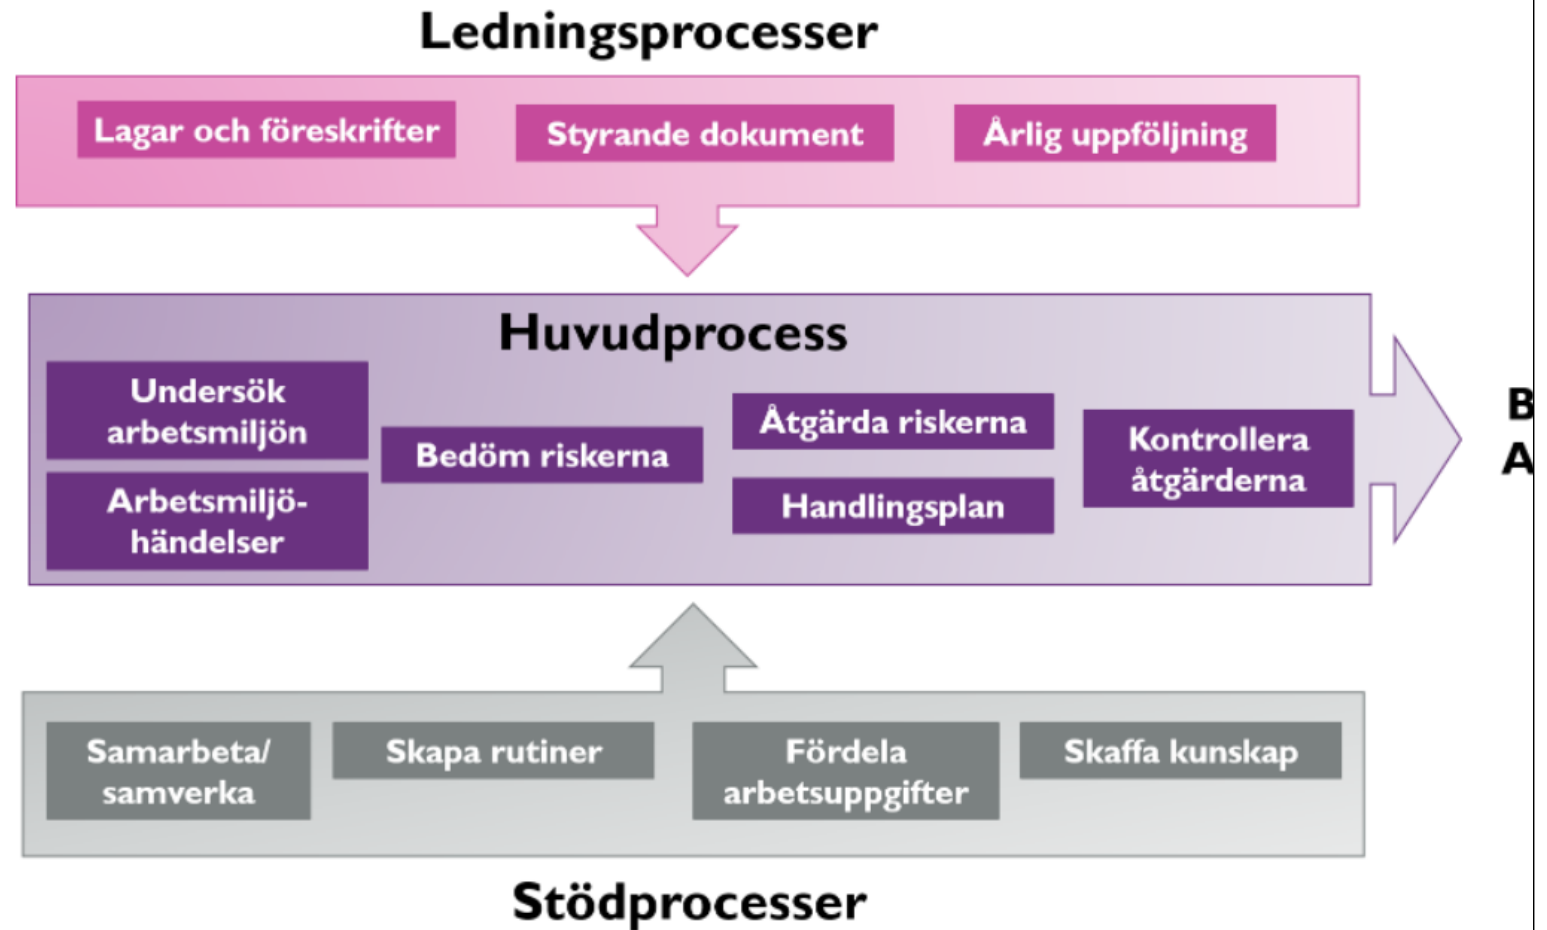 Ledningsprocesser
Lagar och föreskrifter
Styrande dokument
Årlig uppföljning
Huvudprocess
Undersök
arbetsmiljön
Arbetsmiljö-
händelser
Bedöm riskerna
Åtgärda riskerna
Handlingsplan
Kontrollera
åtgärderna
B
A
Samarbeta/
samverka
Skapa rutiner
Fördela
arbetsuppgifter
Skaffa kunskap
Stödprocesser